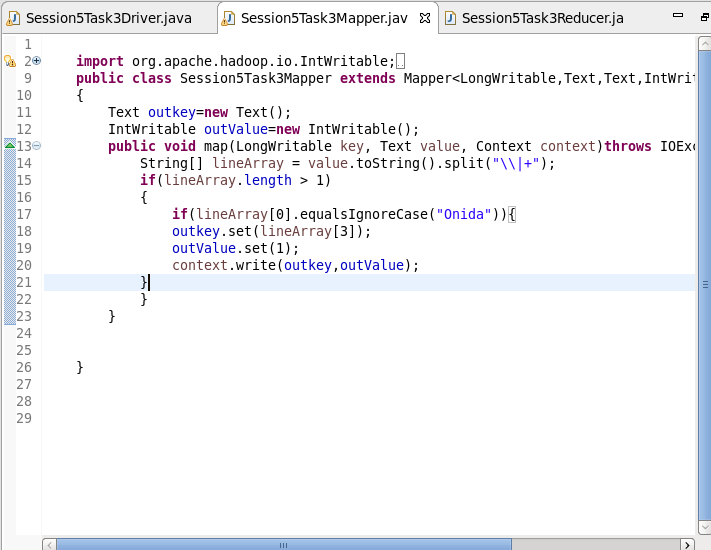 Session5Task3Driver.java Session5Task3Mapper.jav Session5Task3Reducer.ja
1
2 import org.apache.hadoop.io.IntWritable;
9 public class Session5Task3Mapper extends Mapper<LongWritable,Text,Text,IntWrit
10 {
11 Text outkey=new Text();
12 IntWritable outValue=new IntWritable();
13 public void map(LongWritable key, Text value, Context context)throws IOExc
14 String[] lineArray = value.toString().split("\\|+");
15 if(lineArray.length > 1)
16 {
17 if(lineArray[0].equalsIgnoreCase("Onida")){
18 outkey.set(lineArray[3]);
19 outValue.set(1);
20 context.write(outkey,outValue);
21 }
22 }
23 }
24
25
26 }
27
28
29